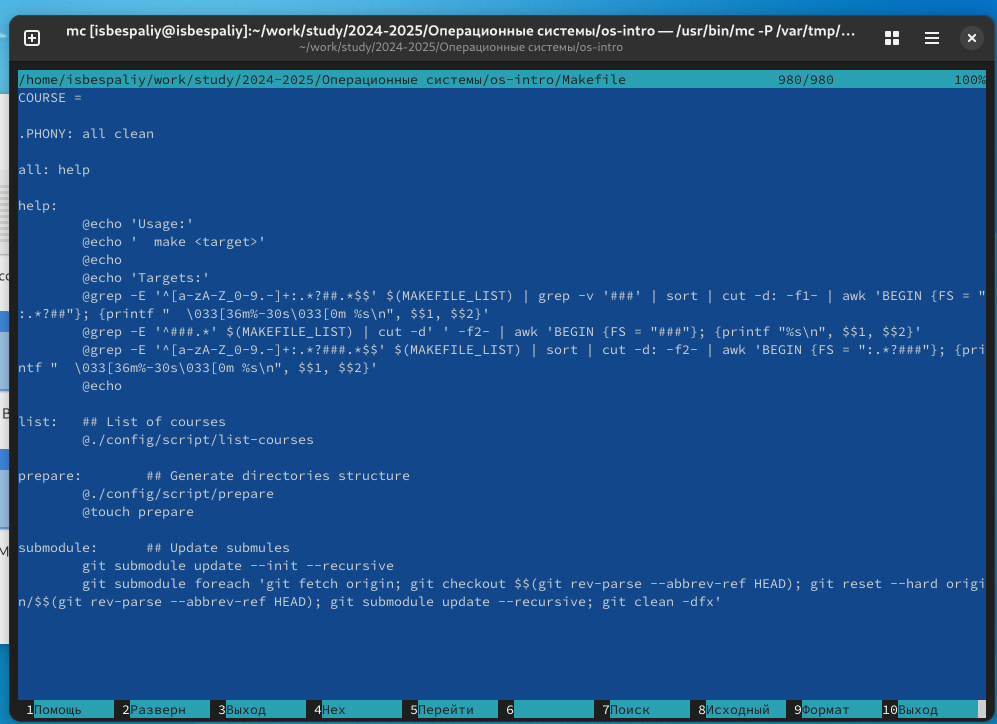 mc [isbespaliy@isbespaliy]:~/work/study/2024-2025/Операционные системы/os-intro — /usr/bin/mc -P /var/tmp/…
~/work/study/2024-2025/Операционные системы/os-intro
/home/isbespaliy/work/study/2024-2025/Операционные системы/os-intro/Makefile 980/980 100%
COURSE =
.PHONY: all clean
all: help
help:
@echo 'Usage:'
@echo '  make <target>'
@echo
@echo 'Targets:'
@grep -E '^[a-zA-Z_0-9.-]+:.*?##.*$$' $(MAKEFILE_LIST) | grep -v '###' | sort | cut -d: -f1- | awk 'BEGIN {FS = "
:.*?##"}; {printf "  \033[36m%-30s\033[0m %s\n", $$1, $$2}'
@grep -E '^###.*' $(MAKEFILE_LIST) | cut -d' ' -f2- | awk 'BEGIN {FS = "###"}; {printf "%s\n", $$1, $$2}'
@grep -E '^[a-zA-Z_0-9.-]+:.*?###.*$$' $(MAKEFILE_LIST) | sort | cut -d: -f2- | awk 'BEGIN {FS = ":.*?###"}; {pri
ntf "  \033[36m%-30s\033[0m %s\n", $$1, $$2}'
@echo
list:   ## List of courses
@./config/script/list-courses
prepare:        ## Generate directories structure
@./config/script/prepare
@touch prepare
submodule:      ## Update submules
git submodule update --init --recursive
git submodule foreach 'git fetch origin; git checkout $$(git rev-parse --abbrev-ref HEAD); git reset --hard origi
n/$$(git rev-parse --abbrev-ref HEAD); git submodule update --recursive; git clean -dfx'
1Помощь 2Разверн 3Выход 4Hex 5Перейти 6 7Поиск 8Исходный 9Формат 10Выход